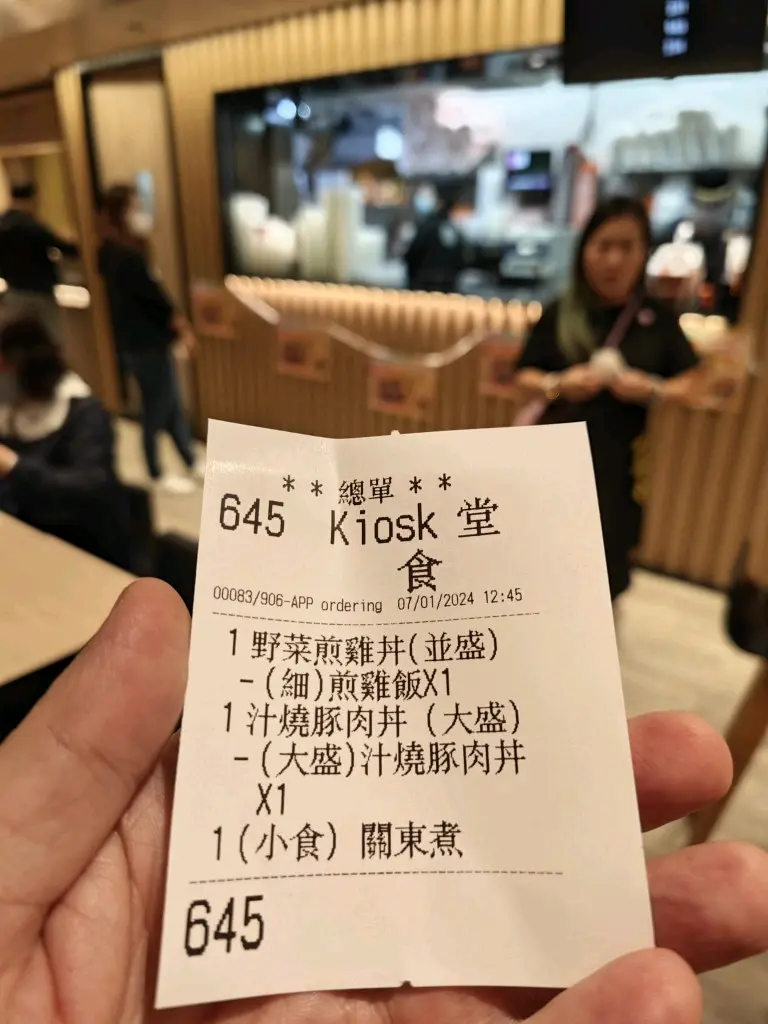 **總單**
645 Kiosk 堂
食
00083/906-APP ordering 07/01/2024 12:45
1 野菜煎雞丼(並盛)
-(細)煎雞飯X1
1 汁燒豚肉丼 (大盛)
-(大盛)汁燒豚肉丼
X1
1(小食) 關東煮
645